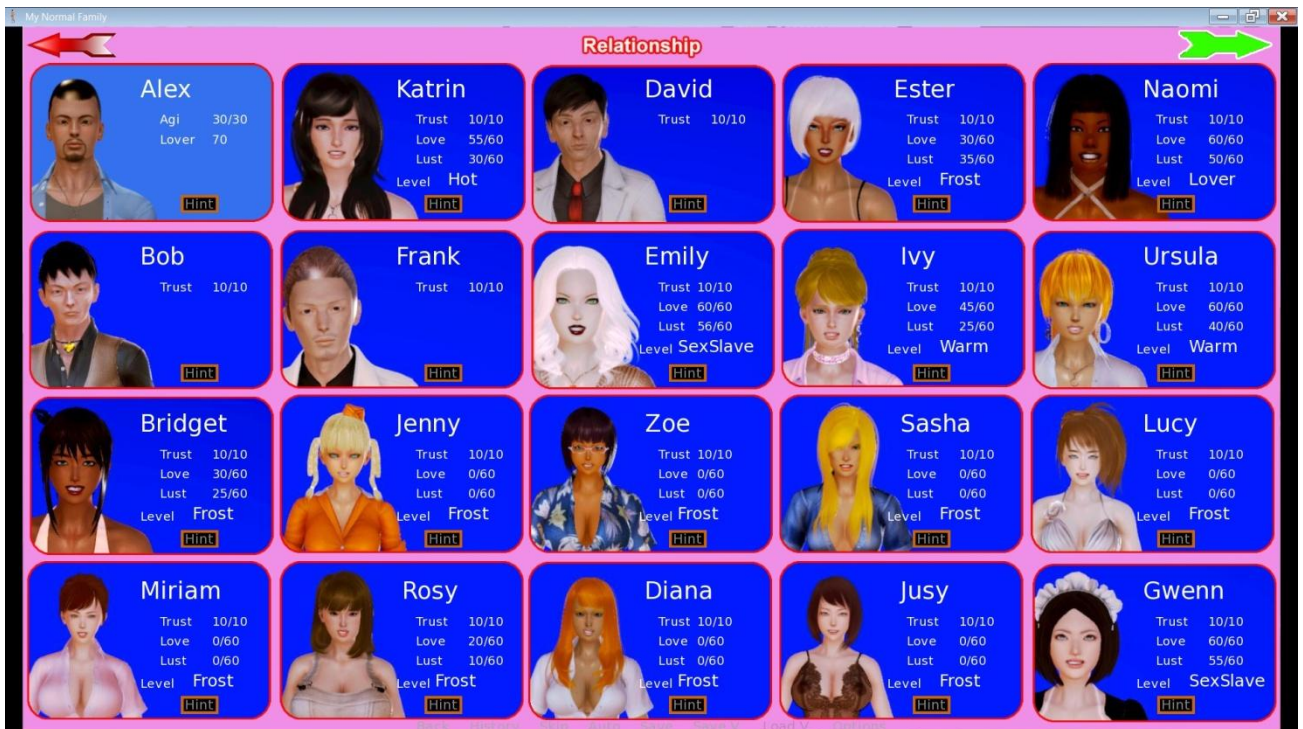 My Normal Family
Relationship
Alex
Agi 30/30
Lover 70
Hint
Katrin
Trust 10/10
Love 55/60
Lust 30/60
Level Hot
Hint
David
Trust 10/10
Hint
Ester
Trust 10/10
Love 30/60
Lust 35/60
Level Frost
Hint
Naomi
Trust 10/10
Love 60/60
Lust 50/60
Level Lover
Hint
Bob
Trust 10/10
Hint
Frank
Trust 10/10
Hint
Emily
Trust 10/10
Love 60/60
Lust 56/60
Level SexSlave
Hint
Ivy
Trust 10/10
Love 45/60
Lust 25/60
Level Warm
Hint
Ursula
Trust 10/10
Love 60/60
Lust 40/60
Level Warm
Hint
Bridget
Trust 10/10
Love 30/60
Lust 25/60
Level Frost
Hint
Jenny
Trust 10/10
Love 0/60
Lust 0/60
Level Frost
Hint
Zoe
Trust 10/10
Love 0/60
Lust 0/60
Level Frost
Hint
Sasha
Trust 10/10
Love 0/60
Lust 0/60
Level Frost
Hint
Lucy
Trust 10/10
Love 0/60
Lust 0/60
Level Frost
Hint
Miriam
Trust 10/10
Love 0/60
Lust 0/60
Level Frost
Hint
Rosy
Trust 10/10
Love 20/60
Lust 10/60
Level Frost
Hint
Diana
Trust 10/10
Love 0/60
Lust 0/60
Level Frost
Hint
Jusy
Trust 10/10
Love 0/60
Lust 0/60
Level Frost
Hint
Gwenn
Trust 10/10
Love 60/60
Lust 55/60
Level SexSlave
Hint
Back History Skip Auto Save Save V Load V Options